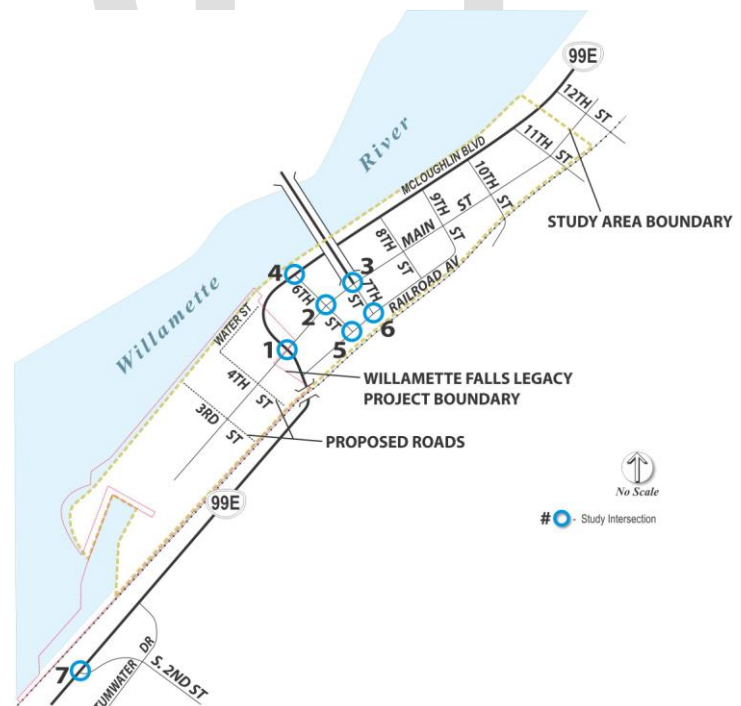 99E
12TH ST
11TH ST
10TH ST
9TH ST
8TH ST
MCLOUGHLIN BLVD
MAIN ST
River
STUDY AREA BOUNDARY
Willamette
4
3
7TH ST
RAILROAD AV
6TH ST
2
6
5
WATER ST
1
WILLAMETTE FALLS LEGACY
PROJECT BOUNDARY
4TH ST
3RD ST
PROPOSED ROADS
99E
No Scale
# - Study Intersection
7
TUMWATER DR
S. 2ND ST